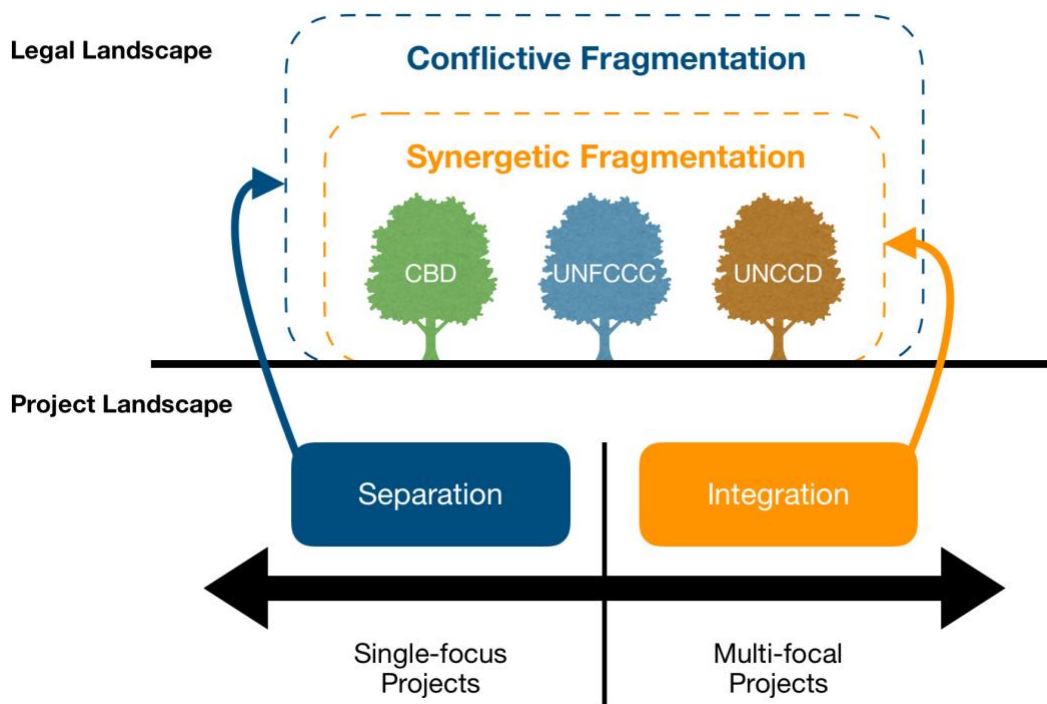 Legal Landscape
Conflictive Fragmentation
Synergetic Fragmentation
CBD
UNFCCC
UNCCD
Project Landscape
Separation
Integration
Single-focus
Projects
Multi-focal
Projects